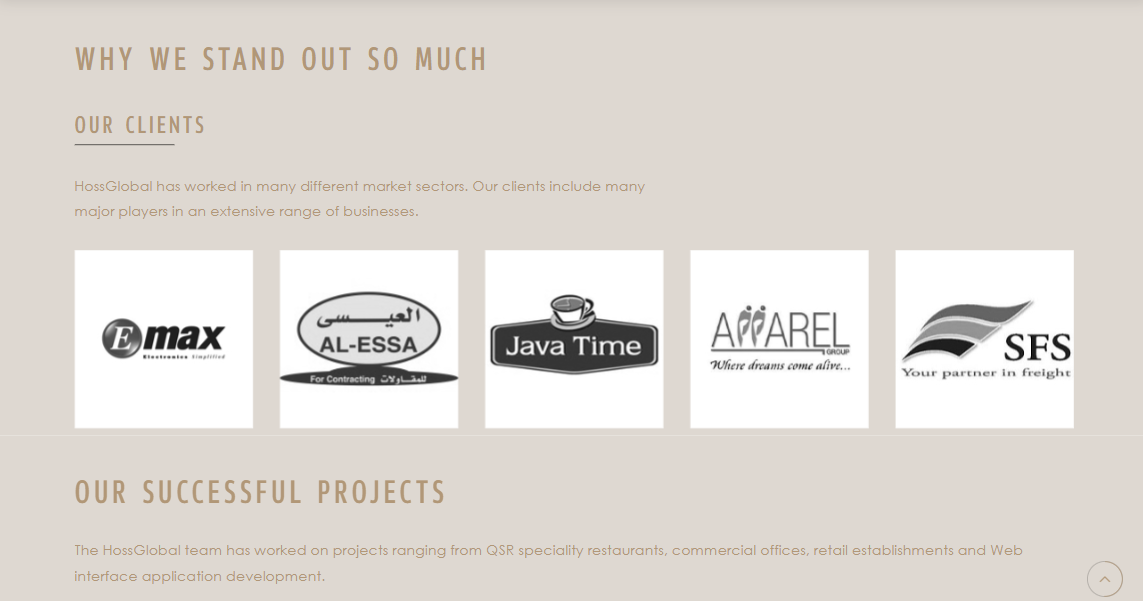 WHY WE STAND OUT SO MUCH
OUR CLIENTS
HossGlobal has worked in many different market sectors. Our clients include many
major players in an extensive range of businesses.
Emax
Electronics Simplified
العيسى
AL-ESSA
For Contracting للمقاولات
Java Time
APPAREL
GROUP
Where dreams come alive...
SFS
Your partner in freight
OUR SUCCESSFUL PROJECTS
The HossGlobal team has worked on projects ranging from QSR speciality restaurants, commercial offices, retail establishments and Web
interface application development.